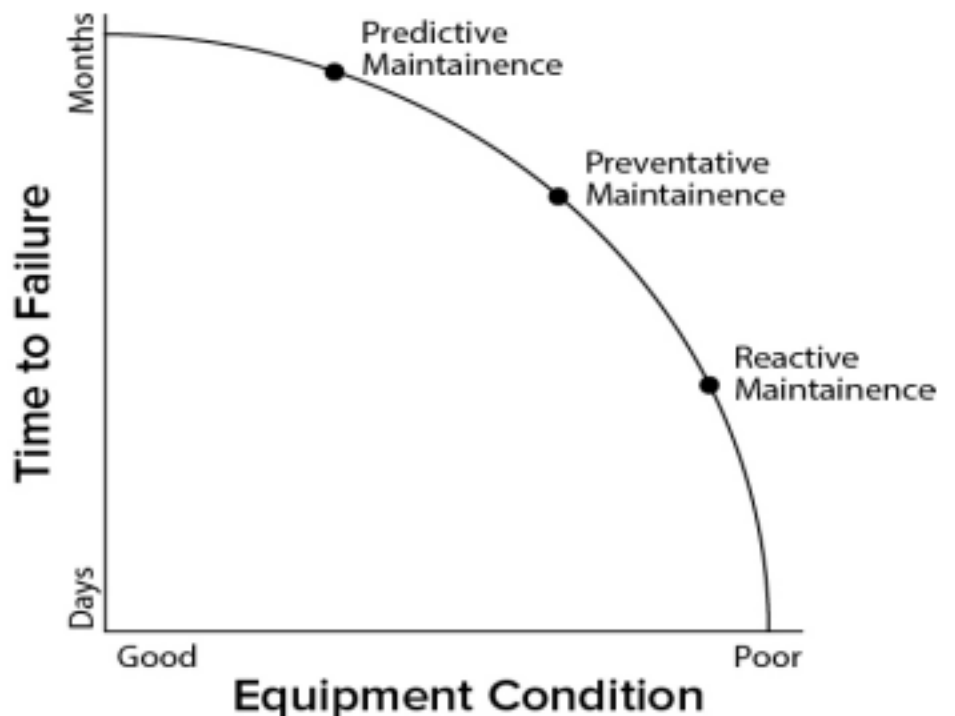 Months
Predictive
Maintainence
Preventative
Maintainence
Time to Failure
Reactive
Maintainence
Days
Good
Poor
Equipment Condition